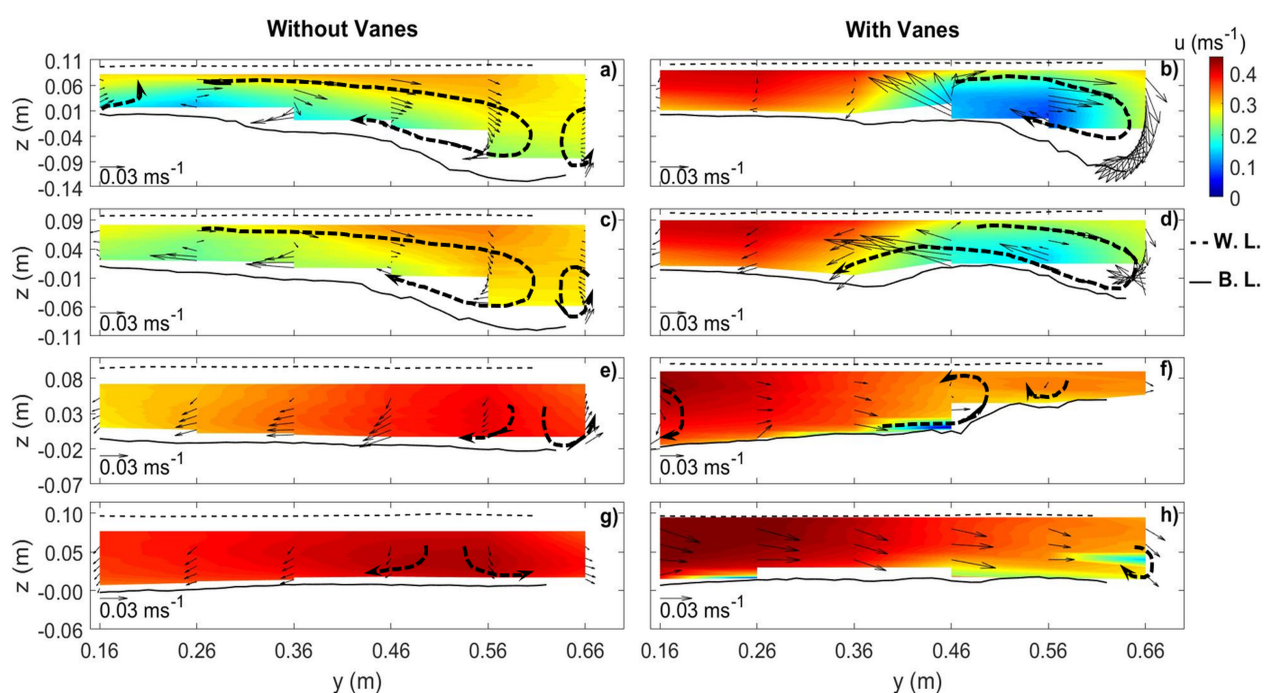 Without Vanes
With Vanes
u (ms-1)
0.11
0.06
0.01
-0.04
-0.09
-0.14
z (m)
a)
0.03 ms-1
b)
0.03 ms-1
0.4
0.3
0.2
0.1
0
0.09
0.04
-0.01
-0.06
-0.11
z (m)
c)
0.03 ms-1
d)
0.03 ms-1
W. L.
B. L.
0.08
0.03
-0.02
-0.07
z (m)
e)
0.03 ms-1
f)
0.03 ms-1
0.10
0.05
-0.00
-0.06
z (m)
g)
0.03 ms-1
h)
0.03 ms-1
0.16 0.26 0.36 0.46 0.56 0.66
0.16 0.26 0.36 0.46 0.56 0.66
y (m)
y (m)